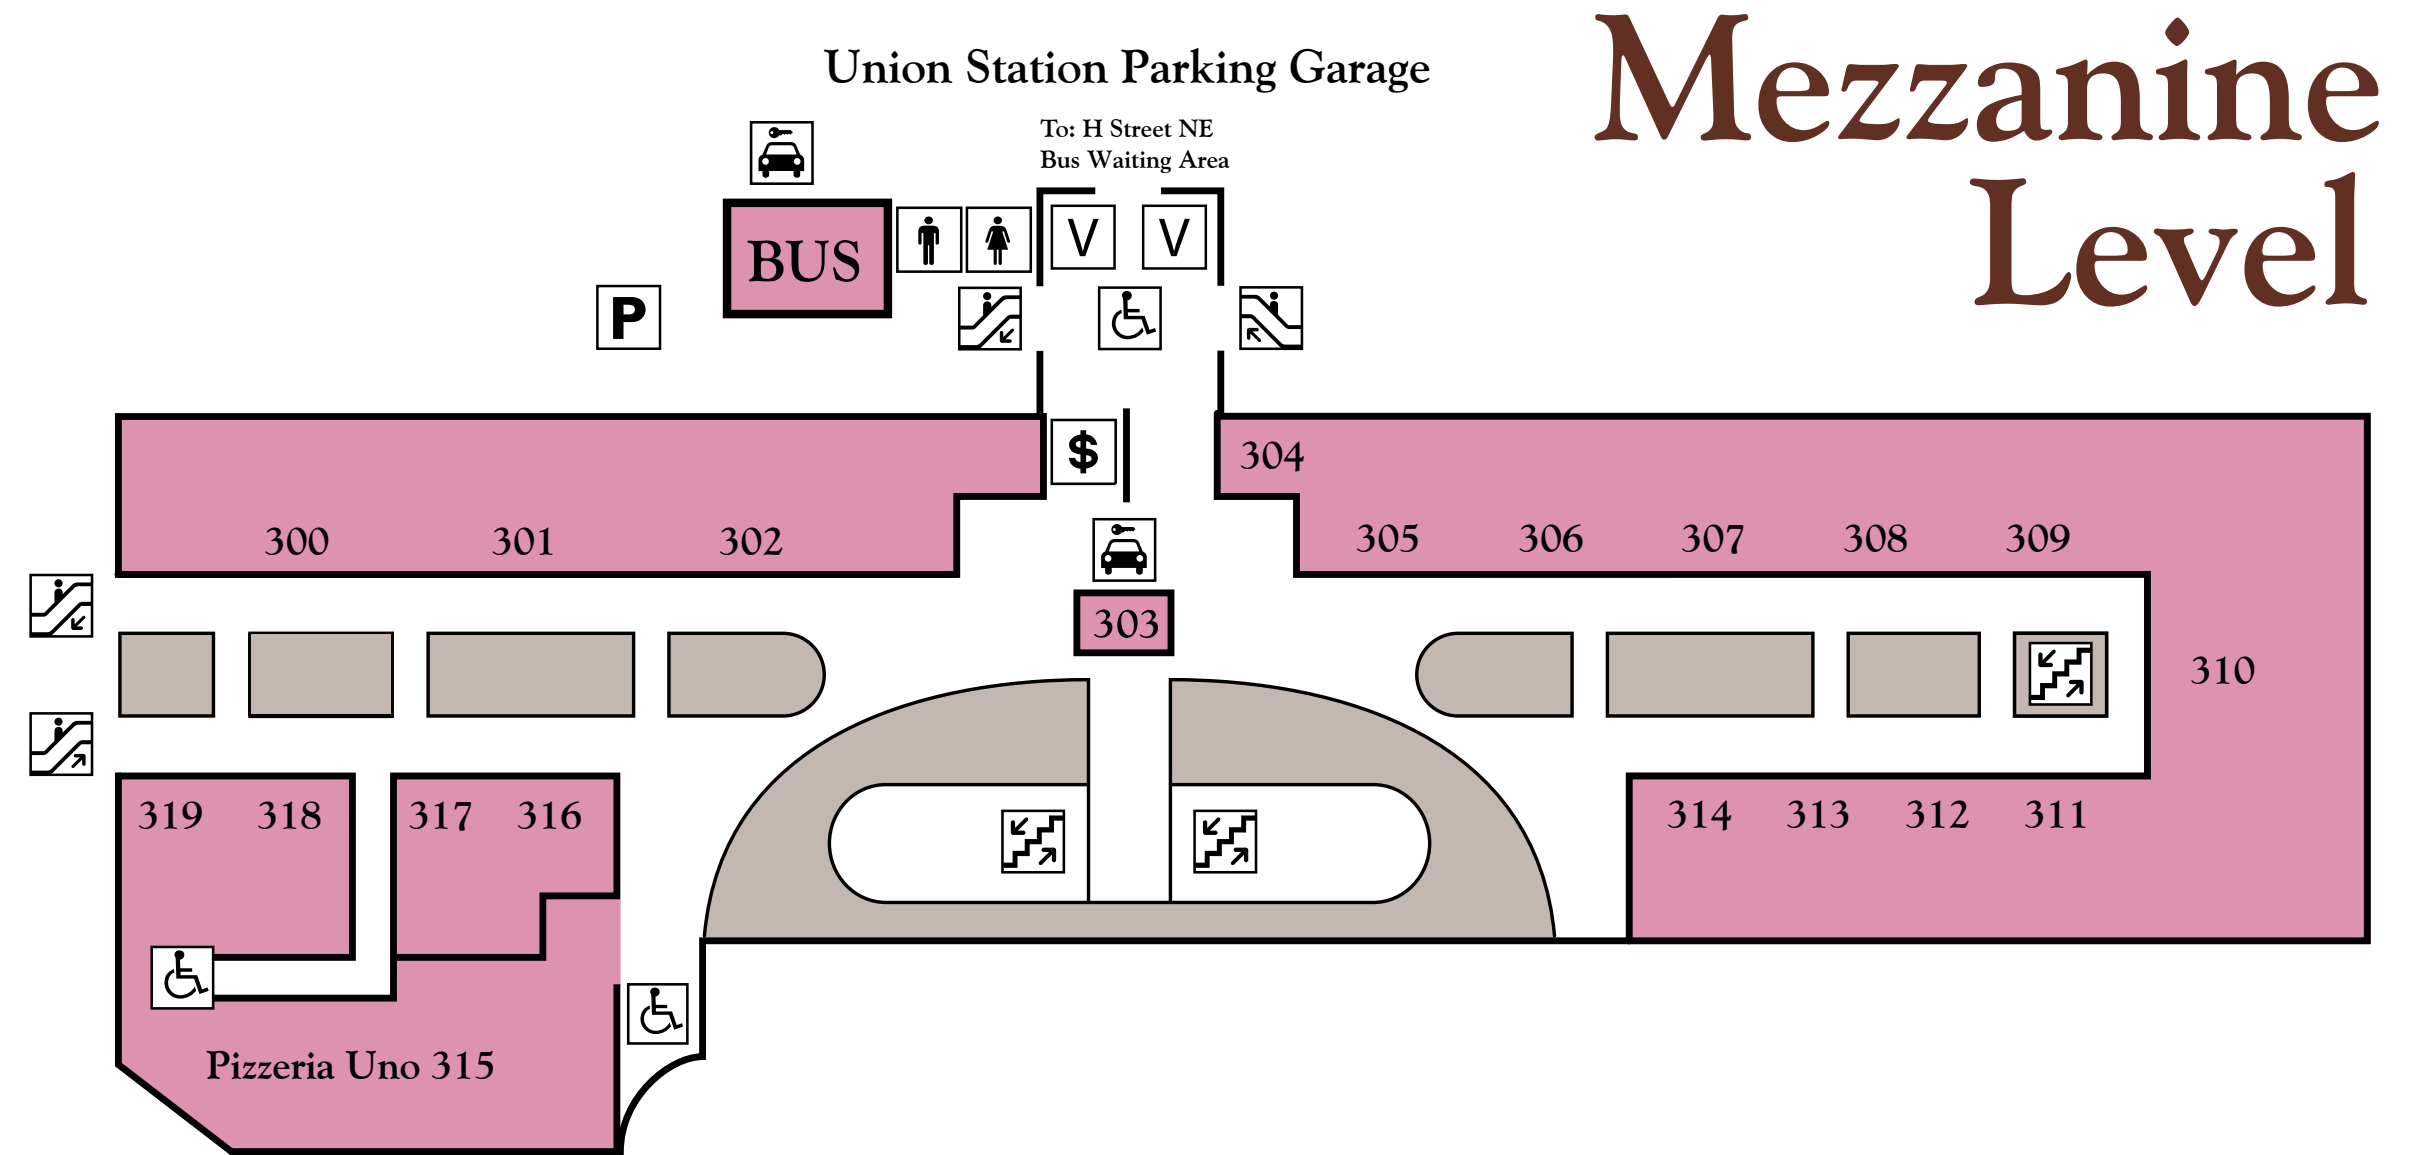 Mezzanine
Level
Union Station Parking Garage
To: H Street NE
Bus Waiting Area
BUS
V
V
P
$
304
300
301
302
305
306
307
308
309
303
310
319
318
317
316
314
313
312
311
Pizzeria Uno 315